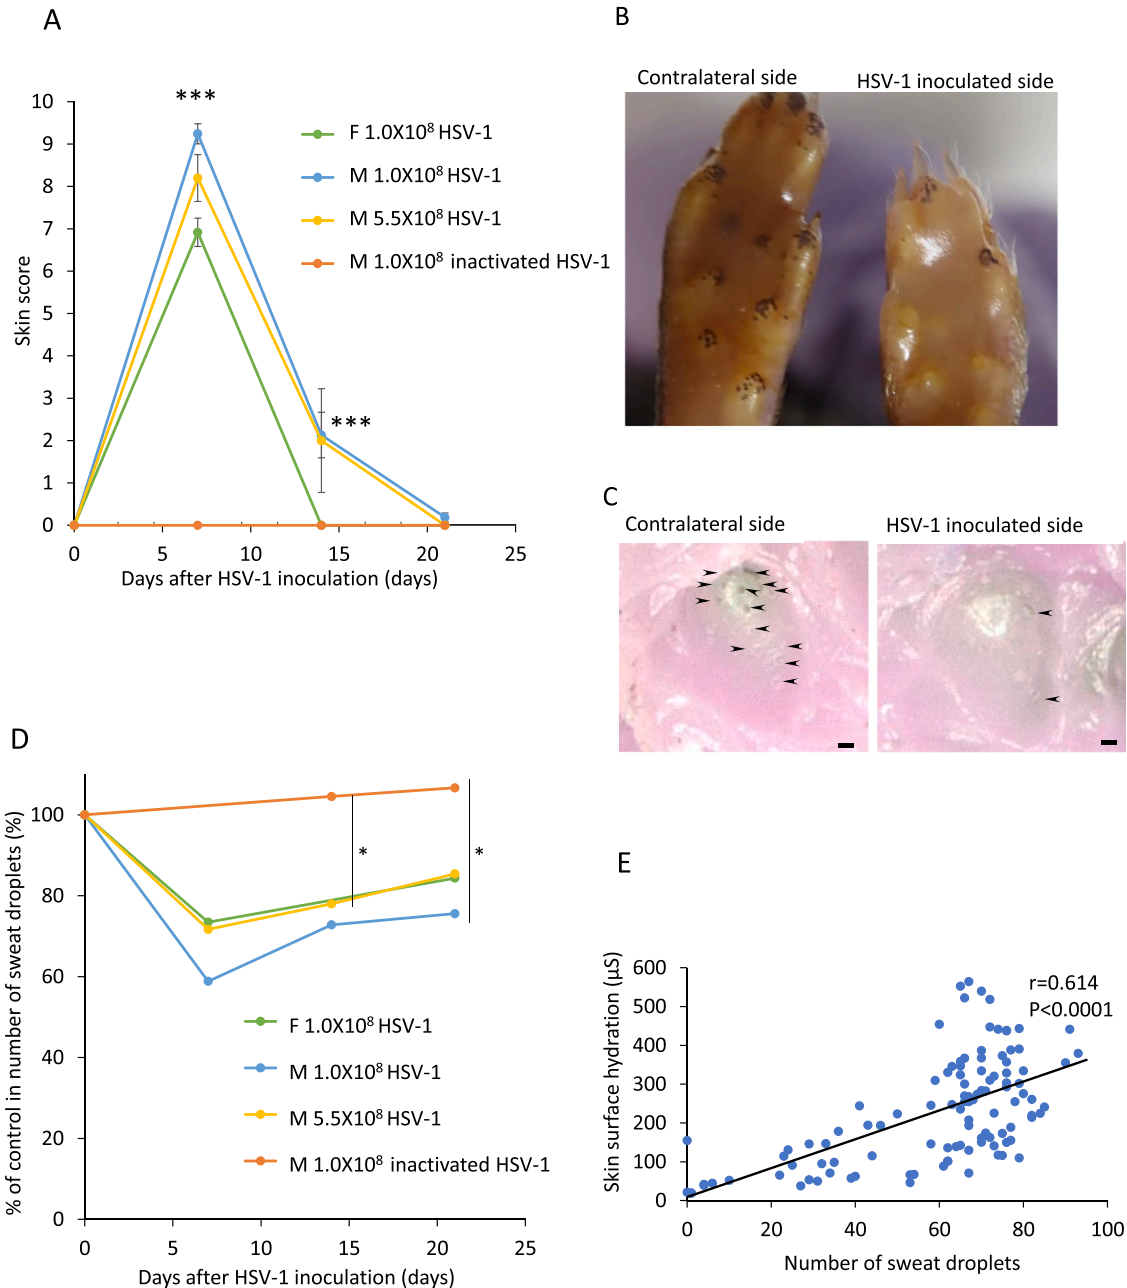 A
***
***
10
9
8
7
6
5
4
3
2
1
0
Skin score
F 1.0X10⁸ HSV-1
M 1.0X10⁸ HSV-1
M 5.5X10⁸ HSV-1
M 1.0X10⁸ inactivated HSV-1
0 5 10 15 20 25
Days after HSV-1 inoculation (days)
B
Contralateral side HSV-1 inoculated side
C
Contralateral side HSV-1 inoculated side
D
100
80
60
40
20
0
% of control in number of sweat droplets (%)
* *
F 1.0X10⁸ HSV-1
M 1.0X10⁸ HSV-1
M 5.5X10⁸ HSV-1
M 1.0X10⁸ inactivated HSV-1
0 5 10 15 20 25
Days after HSV-1 inoculation (days)
E
600
500
400
300
200
100
0
Skin surface hydration (µS)
r=0.614
P<0.0001
0 20 40 60 80 100
Number of sweat droplets